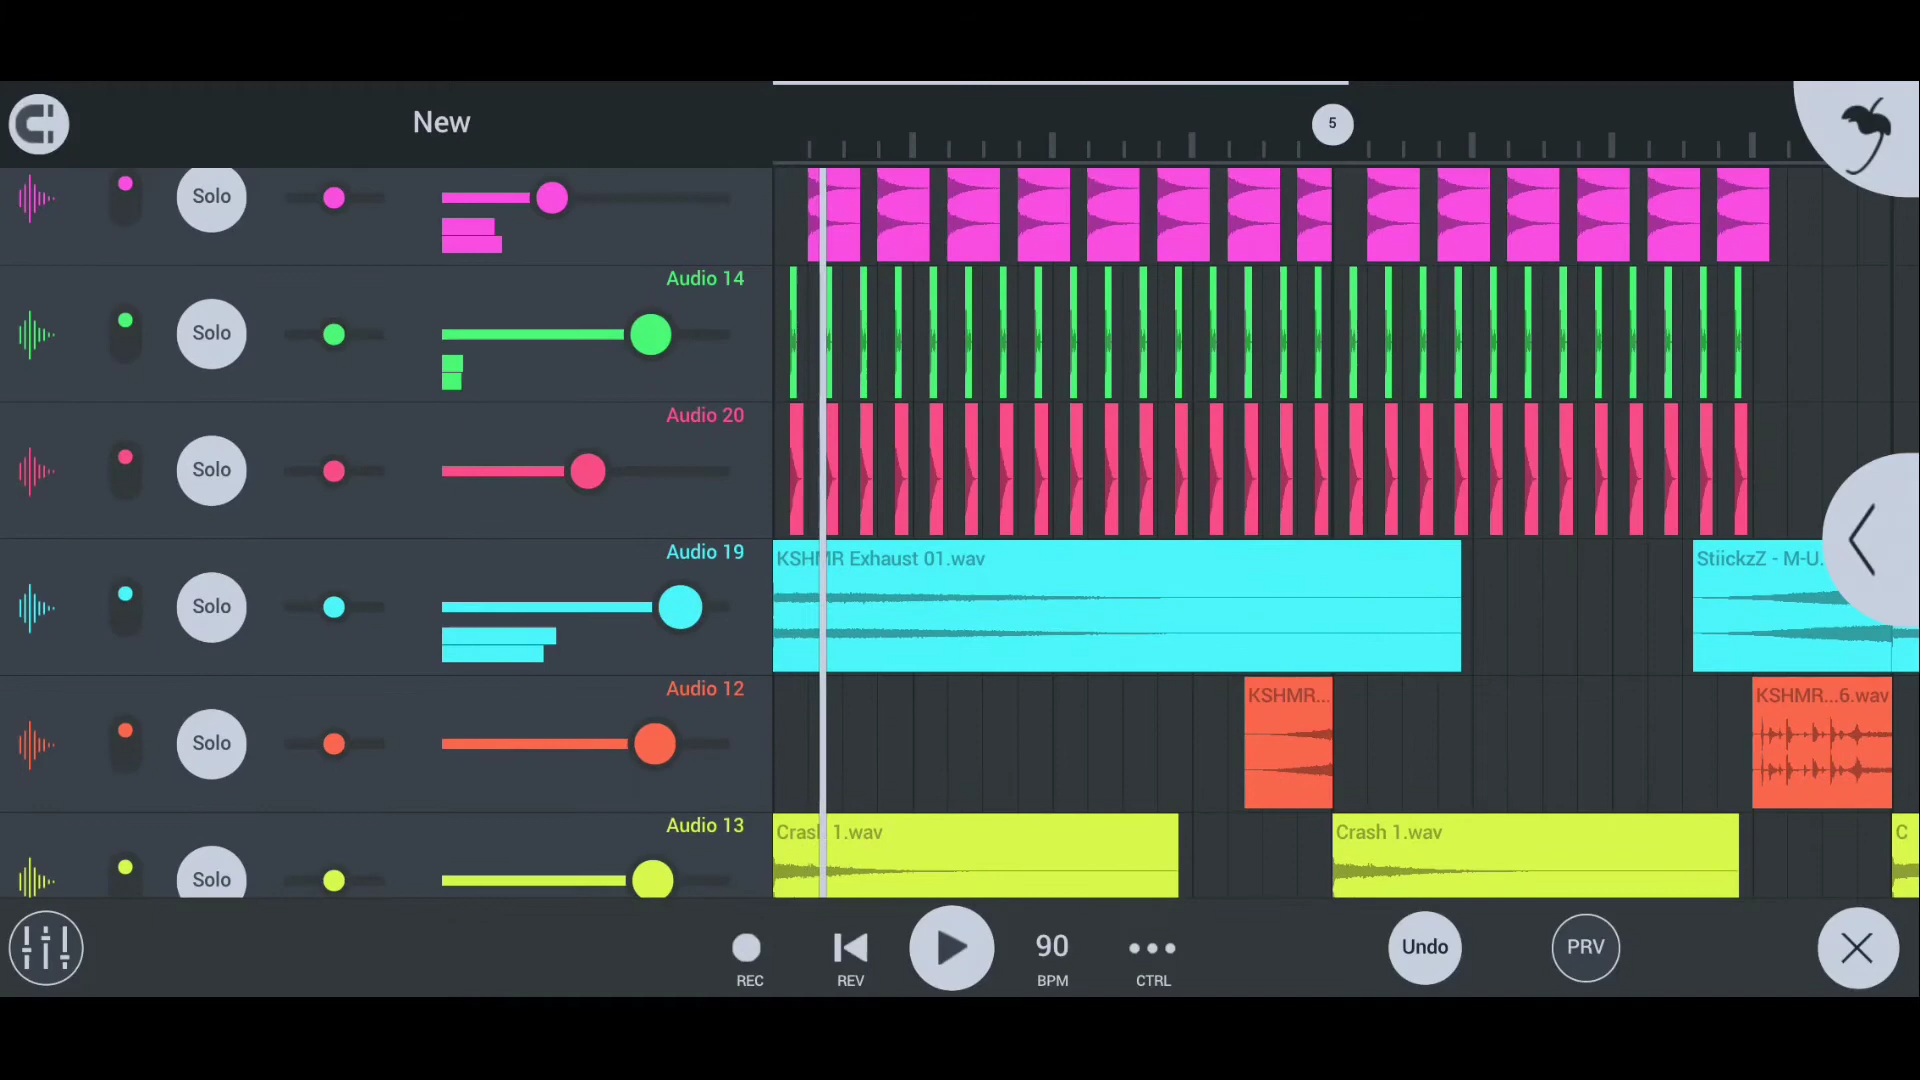 New
5
Solo
Audio 14
Solo
Audio 20
Solo
Audio 19
Solo
KSHMR Exhaust 01.wav
StiickzZ - M-U.
Audio 12
Solo
KSHMR...
KSHMR...6.wav
Audio 13
Solo
Crash 1.wav
Crash 1.wav
C
REC
REV
90
BPM
CTRL
Undo
PRV